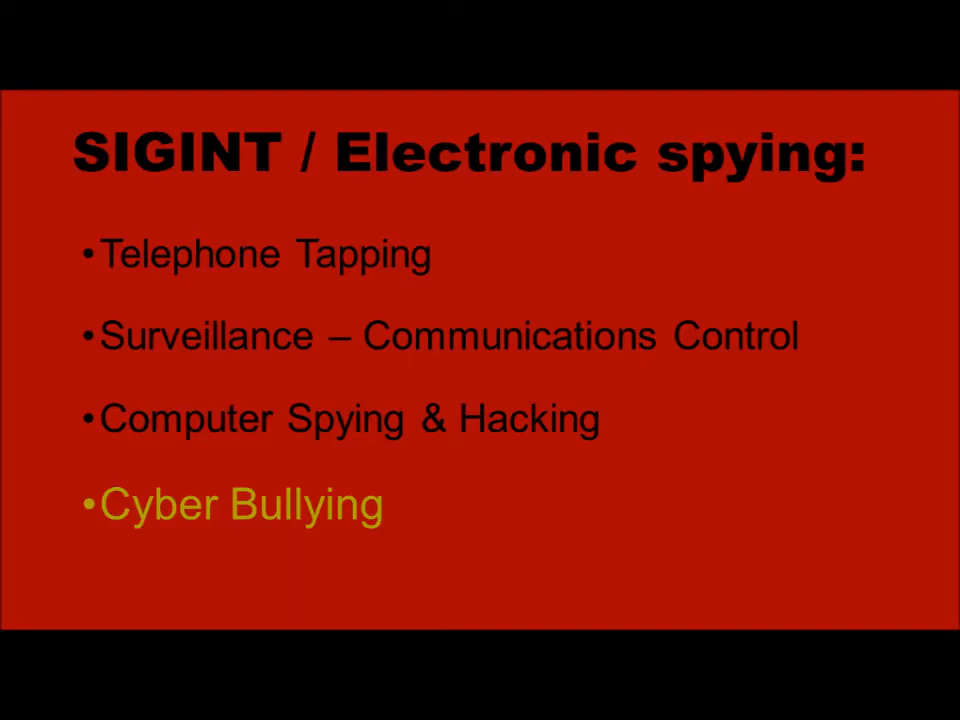 SIGINT / Electronic spying:
•Telephone Tapping
•Surveillance – Communications Control
•Computer Spying & Hacking
•Cyber Bullying